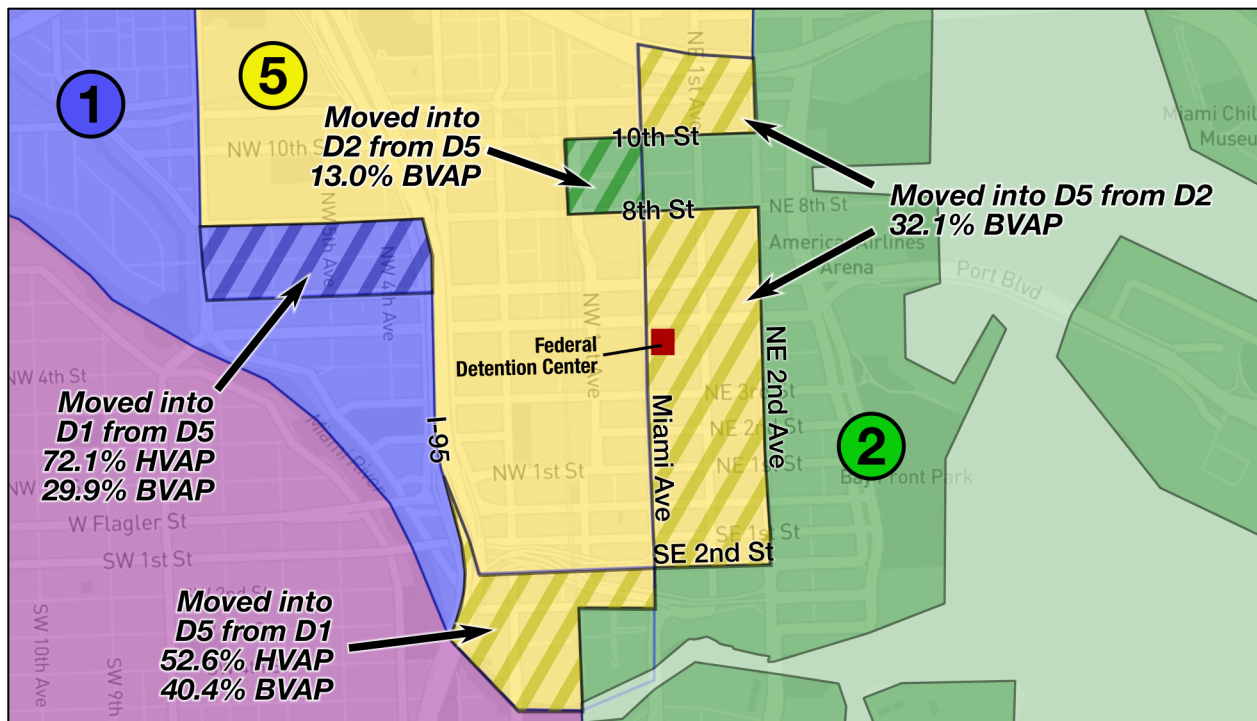 1
5
2
Moved into
D2 from D5
13.0% BVAP
10th St
8th St
Moved into D5 from D2
32.1% BVAP
Federal
Detention Center
Moved into
D1 from D5
72.1% HVAP
29.9% BVAP
I-95
Miami Ave
NE 2nd Ave
SE 2nd St
Moved into
D5 from D1
52.6% HVAP
40.4% BVAP
NW 10th St
NW 5th Ave
NW 4th Ave
NE 1st Ave
NE 8th St
American Airlines
Arena
Port Blvd
Miami Chil
Museu
NW 4th St
Miami River
NE 3rd St
NE 2nd St
NE 1st St
NW 1st St
Bayfront Park
W Flagler St
SW 1st St
SE 1st St
SW 10th Ave
SW 9th